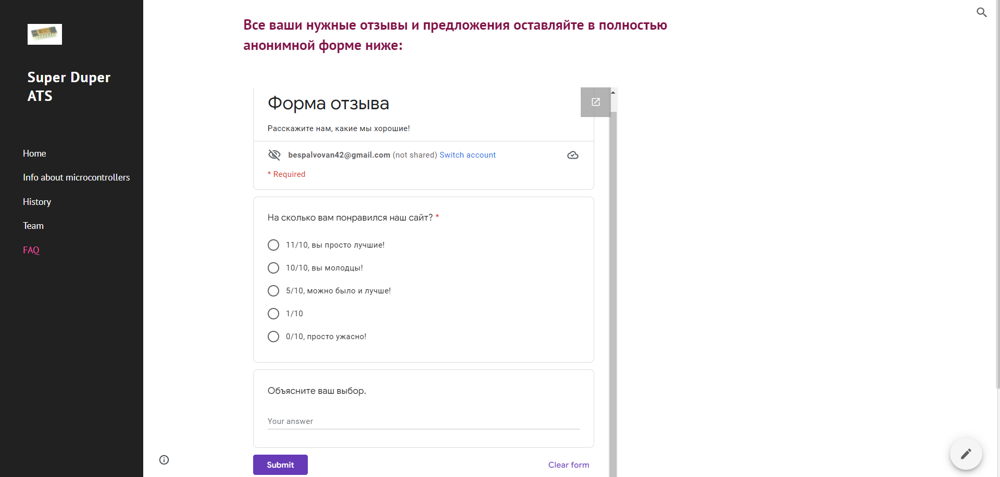 Super Duper
ATS
Home
Info about microcontrollers
History
Team
FAQ
Все ваши нужные отзывы и предложения оставляйте в полностью
анонимной форме ниже:
Форма отзыва
Расскажите нам, какие мы хорошие!
bespalvovan42@gmail.com (not shared) Switch account
* Required
На сколько вам понравился наш сайт? *
11/10, вы просто лучшие!
10/10, вы молодцы!
5/10, можно было и лучше!
1/10
0/10, просто ужасно!
Объясните ваш выбор.
Your answer
Submit
Clear form